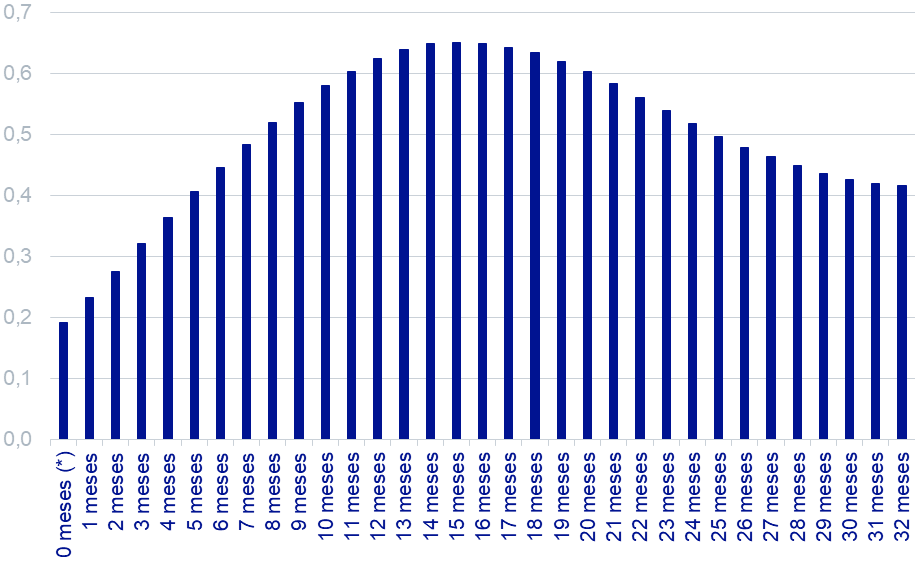 0,7
0,6
0,5
0,4
0,3
0,2
0,1
0,0
0 meses (*)
1 meses
2 meses
3 meses
4 meses
5 meses
6 meses
7 meses
8 meses
9 meses
10 meses
11 meses
12 meses
13 meses
14 meses
15 meses
16 meses
17 meses
18 meses
19 meses
20 meses
21 meses
22 meses
23 meses
24 meses
25 meses
26 meses
27 meses
28 meses
29 meses
30 meses
31 meses
32 meses